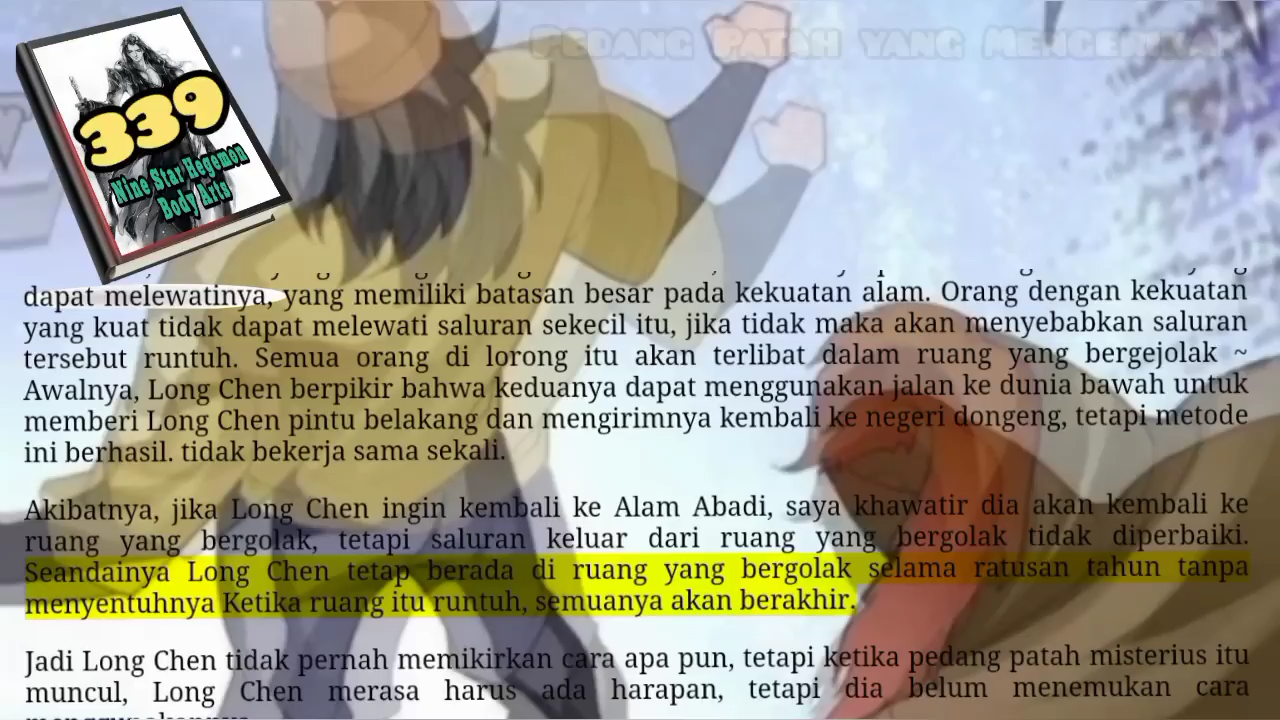 Pedang Patah yang Mengerikan
339
Nine Star Hegemon
Body Arts
dapat melewatinya, yang memiliki batasan besar pada kekuatan alam. Orang dengan kekuatan
yang kuat tidak dapat melewati saluran sekecil itu, jika tidak maka akan menyebabkan saluran
tersebut runtuh. Semua orang di lorong itu akan terlibat dalam ruang yang bergejolak ~
Awalnya, Long Chen berpikir bahwa keduanya dapat menggunakan jalan ke dunia bawah untuk
memberi Long Chen pintu belakang dan mengirimnya kembali ke negeri dongeng, tetapi metode
ini berhasil. tidak bekerja sama sekali.
Akibatnya, jika Long Chen ingin kembali ke Alam Abadi, saya khawatir dia akan kembali ke
ruang yang bergolak, tetapi saluran keluar dari ruang yang bergolak tidak diperbaiki.
Seandainya Long Chen tetap berada di ruang yang bergolak selama ratusan tahun tanpa
menyentuhnya Ketika ruang itu runtuh, semuanya akan berakhir.
Jadi Long Chen tidak pernah memikirkan cara apa pun, tetapi ketika pedang patah misterius itu
muncul, Long Chen merasa harus ada harapan, tetapi dia belum menemukan cara